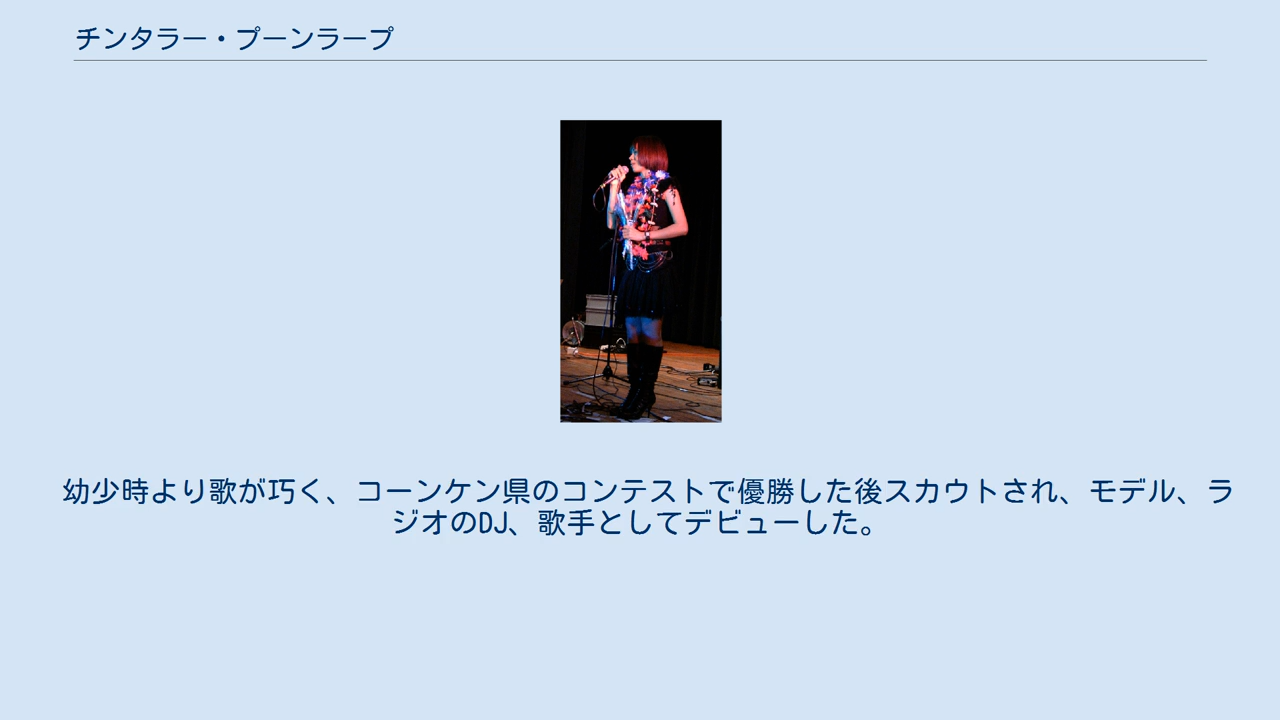 チンタラー・プーンラープ
幼少時より歌が巧く、コーンケン県のコンテストで優勝した後スカウトされ、モデル、ラ
ジオのDJ、歌手としてデビューした。